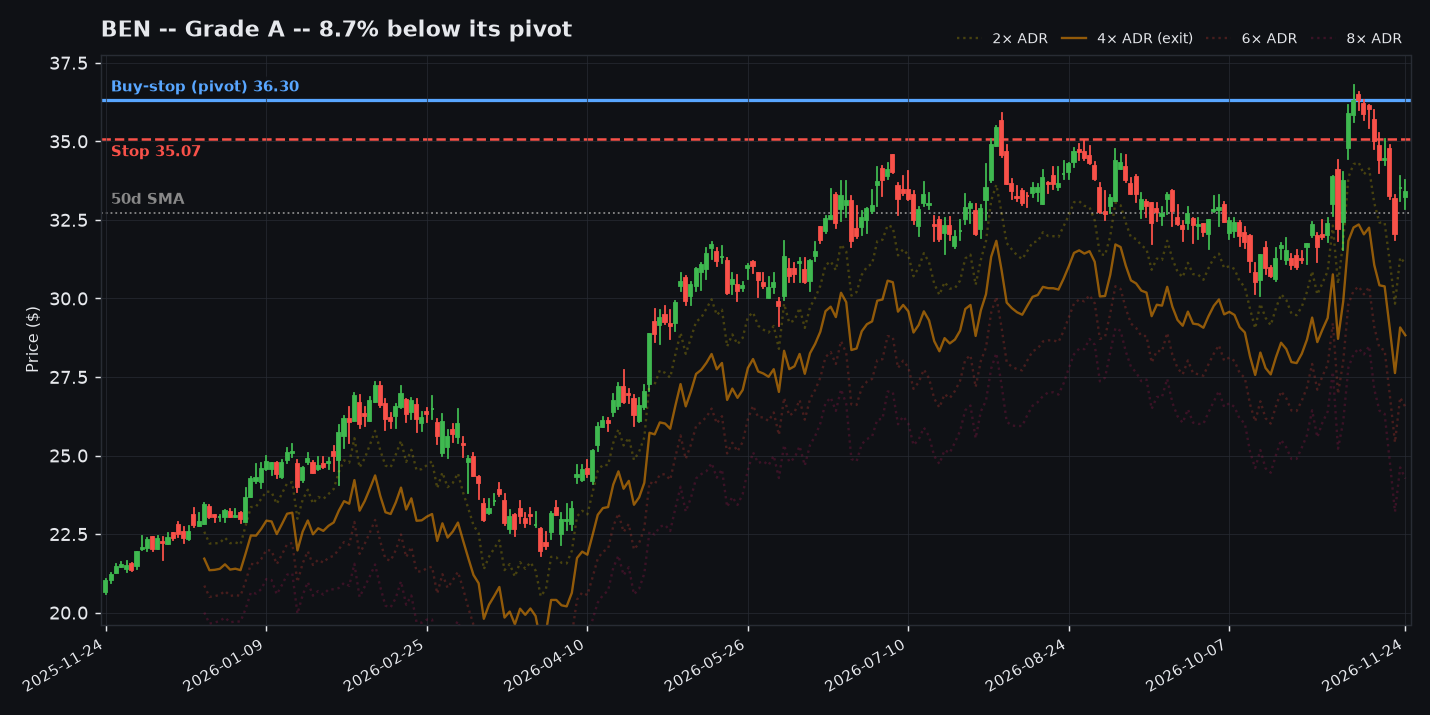 BEN -- Grade A -- 8.7% below its pivot
2× ADR
4× ADR (exit)
6× ADR
8× ADR
37.5
35.0
32.5
30.0
27.5
25.0
22.5
20.0
Price ($)
Buy-stop (pivot) 36.30
Stop 35.07
50d SMA
2025-11-24
2026-01-09
2026-02-25
2026-04-10
2026-05-26
2026-07-10
2026-08-24
2026-10-07
2026-11-24